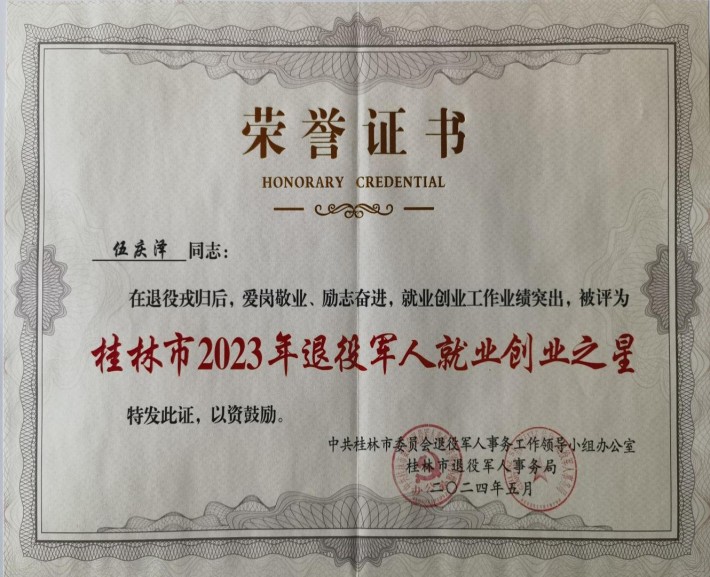 荣誉证书
HONORARY CREDENTIAL
伍庆泽 同志：
在退役戎归后，爱岗敬业、励志奋进，就业创业工作业绩突出，被评为
桂林市2023年退役军人就业创业之星
特发此证，以资鼓励。
中共桂林市委员会退役军人事务工作领导小组办公室
桂林市退役军人事务局
二〇二四年五月